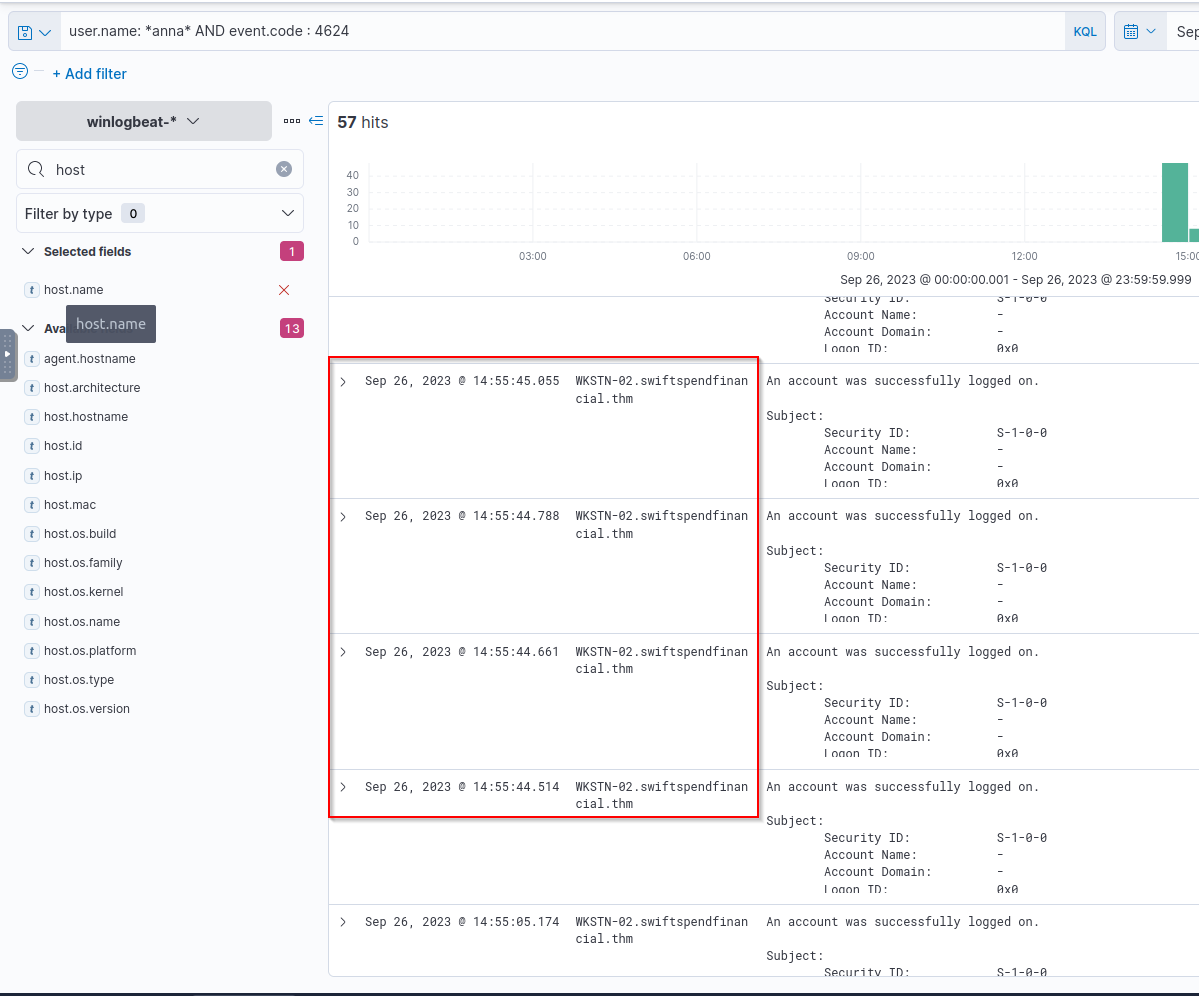 user.name: *anna* AND event.code : 4624
KQL
Sep
+ Add filter
winlogbeat-*
host
Filter by type 0
Selected fields 1
host.name
host.name
Ava
13
t agent.hostname
t host.architecture
t host.hostname
t host.id
t host.ip
t host.mac
t host.os.build
t host.os.family
t host.os.kernel
t host.os.name
t host.os.platform
t host.os.type
t host.os.version
57 hits
40
30
20
10
0
03:00 06:00 09:00 12:00 15:00
Sep 26, 2023 @ 00:00:00.001 - Sep 26, 2023 @ 23:59:59.999
Security ID: S-1-0-0
Account Name: -
Account Domain: -
Logon ID: 0x0
Sep 26, 2023 @ 14:55:45.055 WKSTN-02.swiftspendfinan An account was successfully logged on.
cial.thm
Subject:
Security ID: S-1-0-0
Account Name: -
Account Domain: -
Logon ID: 0x0
Sep 26, 2023 @ 14:55:44.788 WKSTN-02.swiftspendfinan An account was successfully logged on.
cial.thm
Subject:
Security ID: S-1-0-0
Account Name: -
Account Domain: -
Logon ID: 0x0
Sep 26, 2023 @ 14:55:44.661 WKSTN-02.swiftspendfinan An account was successfully logged on.
cial.thm
Subject:
Security ID: S-1-0-0
Account Name: -
Account Domain: -
Logon ID: 0x0
Sep 26, 2023 @ 14:55:44.514 WKSTN-02.swiftspendfinan An account was successfully logged on.
cial.thm
Subject:
Security ID: S-1-0-0
Account Name: -
Account Domain: -
Logon ID: 0x0
Sep 26, 2023 @ 14:55:05.174 WKSTN-02.swiftspendfinan An account was successfully logged on.
cial.thm
Subject:
Security ID: S-1-0-0